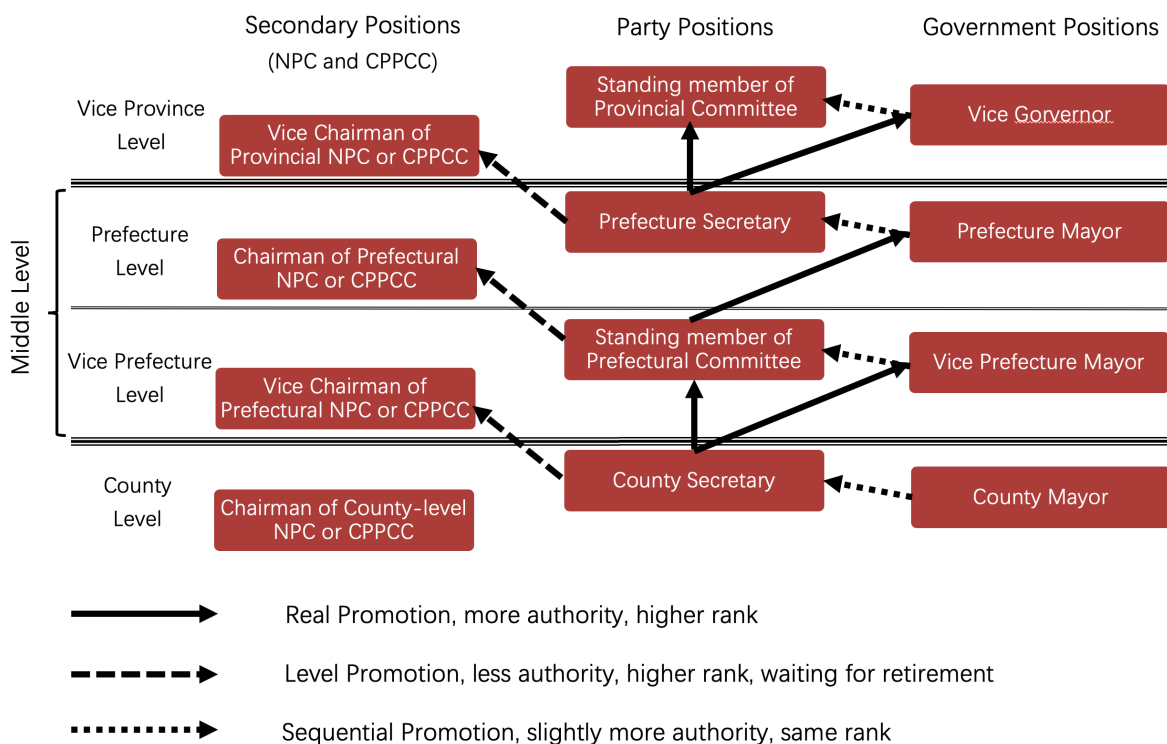 Secondary Positions
(NPC and CPPCC)
Party Positions
Government Positions
Vice Province
Level
Vice Chairman of
Provincial NPC or CPPCC
Standing member of
Provincial Committee
Vice Gorvernor
Middle Level
Prefecture
Level
Chairman of Prefectural
NPC or CPPCC
Prefecture Secretary
Prefecture Mayor
Vice Prefecture
Level
Vice Chairman of
Prefectural NPC or CPPCC
Standing member of
Prefectural Committee
Vice Prefecture Mayor
County
Level
Chairman of County-level
NPC or CPPCC
County Secretary
County Mayor
Real Promotion, more authority, higher rank
Level Promotion, less authority, higher rank, waiting for retirement
Sequential Promotion, slightly more authority, same rank